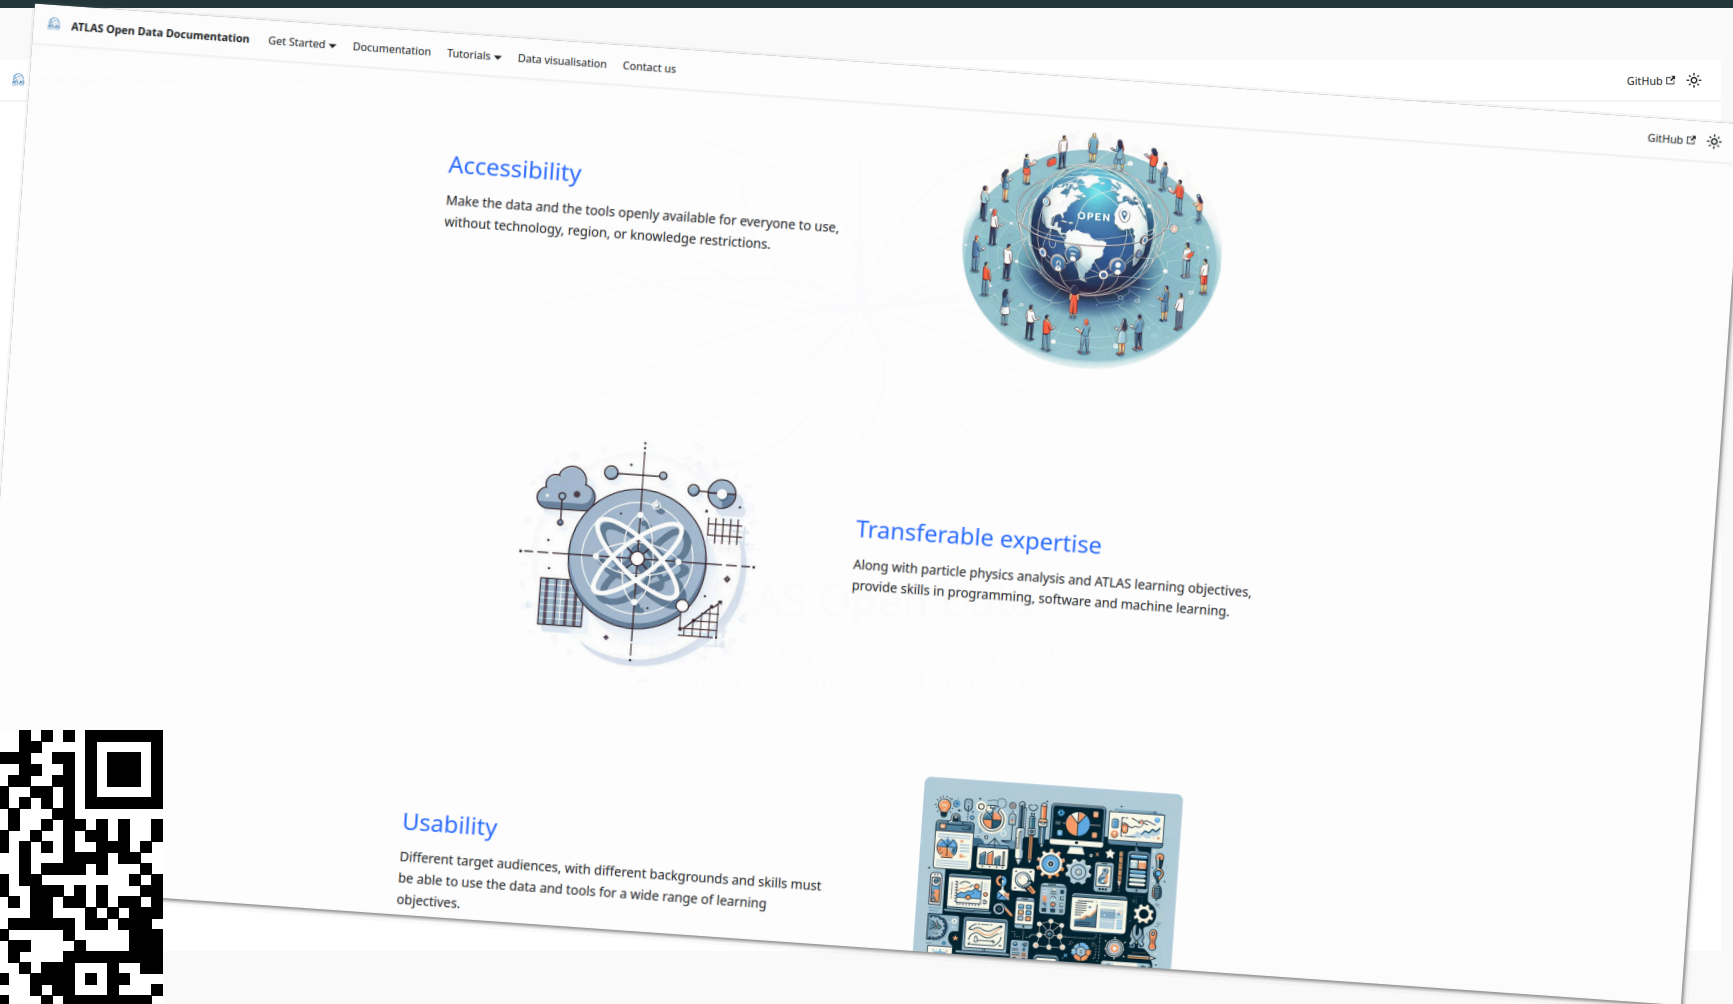 ATLAS Open Data Documentation
Get Started
Documentation
Tutorials
Data visualisation
Contact us
GitHub
GitHub
Accessibility
Make the data and the tools openly available for everyone to use,
without technology, region, or knowledge restrictions.
OPEN
Transferable expertise
Along with particle physics analysis and ATLAS learning objectives,
provide skills in programming, software and machine learning.
Usability
Different target audiences, with different backgrounds and skills must
be able to use the data and tools for a wide range of learning
objectives.